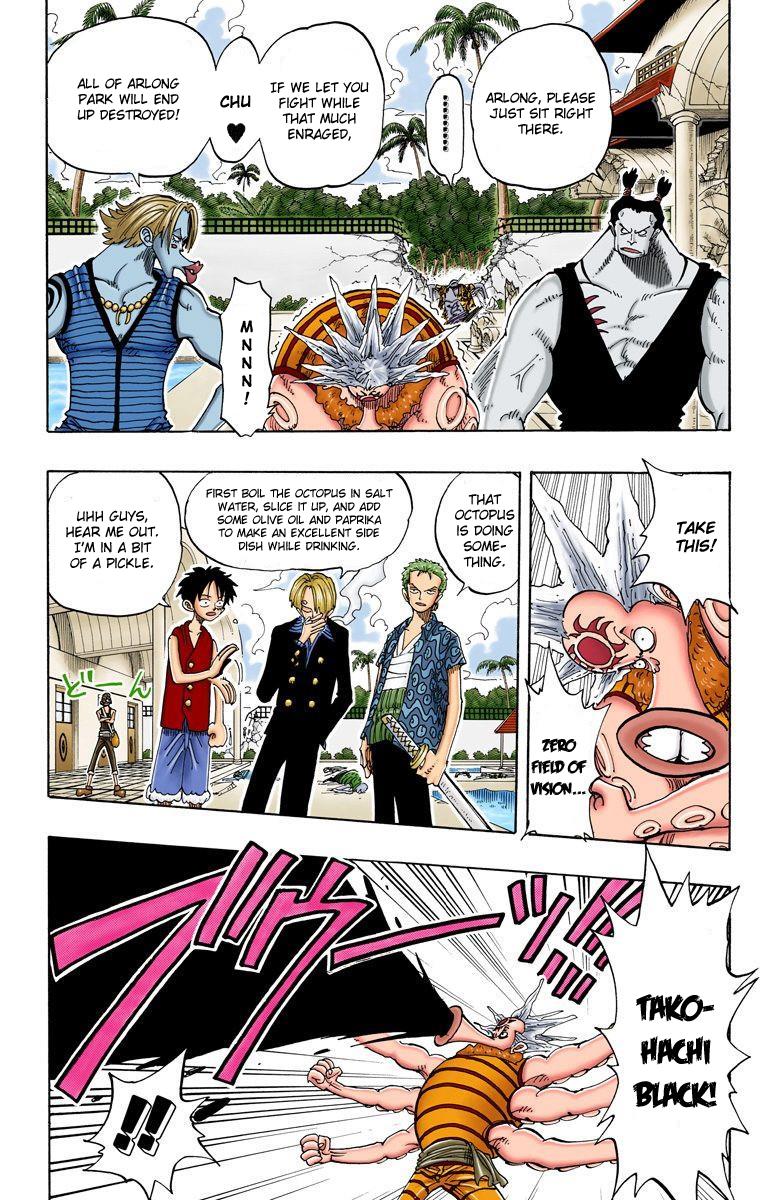 ARLONG, PLEASE
JUST SIT RIGHT
THERE.
IF WE LET YOU
FIGHT WHILE
THAT MUCH
ENRAGED,
CHU
♥
ALL OF ARLONG
PARK WILL END
UP DESTROYED!
MNNN!
TAKE
THIS!
ZERO
FIELD OF
VISION...
THAT
OCTOPUS
IS DOING
SOME-
THING.
FIRST BOIL THE OCTOPUS IN SALT
WATER, SLICE IT UP, AND ADD
SOME OLIVE OIL AND PAPRIKA
TO MAKE AN EXCELLENT SIDE
DISH WHILE DRINKING.
UHH GUYS,
HEAR ME OUT.
I'M IN A BIT
OF A PICKLE.
どーん
TAKO-
HACHI
BLACK!
ブゥーッ!!!
!!